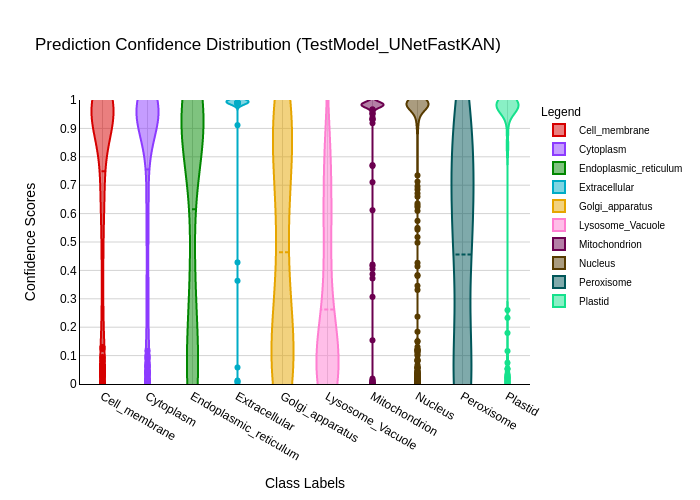 Prediction Confidence Distribution (TestModel_UNetFastKAN)
Legend
Cell_membrane
Cytoplasm
Endoplasmic_reticulum
Extracellular
Golgi_apparatus
Lysosome_Vacuole
Mitochondrion
Nucleus
Peroxisome
Plastid
Confidence Scores
1
0.9
0.8
0.7
0.6
0.5
0.4
0.3
0.2
0.1
0
Cell_membrane
Cytoplasm
Endoplasmic_reticulum
Extracellular
Golgi_apparatus
Lysosome_Vacuole
Mitochondrion
Nucleus
Peroxisome
Plastid
Class Labels